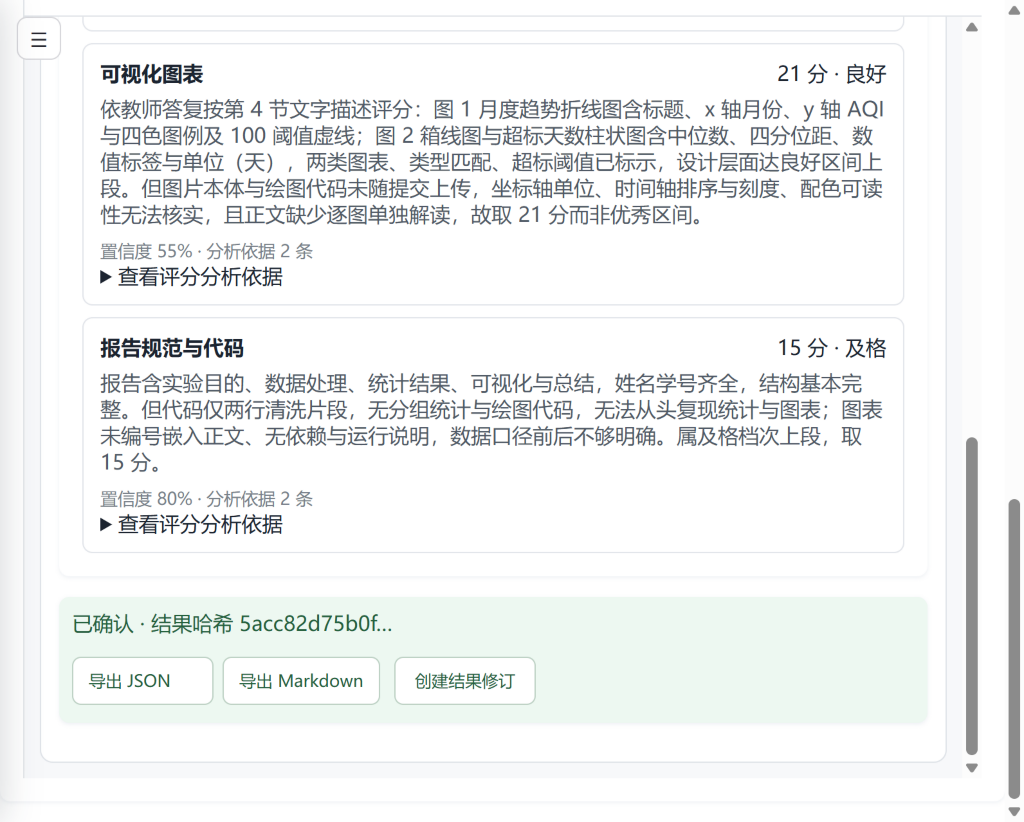 可视化图表
21 分 · 良好
依教师答复按第 4 节文字描述评分：图 1 月度趋势折线图含标题、x 轴月份、y 轴 AQI
与四色图例及 100 阈值虚线；图 2 箱线图与超标天数柱状图含中位数、四分位距、数
值标签与单位（天），两类图表、类型匹配、超标阈值已标示，设计层面达良好区间上
段。但图片本体与绘图代码未随提交上传，坐标轴单位、时间轴排序与刻度、配色可读
性无法核实，且正文缺少逐图单独解读，故取 21 分而非优秀区间。
置信度 55% · 分析依据 2 条
▶ 查看评分分析依据
报告规范与代码
15 分 · 及格
报告含实验目的、数据处理、统计结果、可视化与总结，姓名学号齐全，结构基本完
整。但代码仅两行清洗片段，无分组统计与绘图代码，无法从头复现统计与图表；图表
未编号嵌入正文、无依赖与运行说明，数据口径前后不够明确。属及格档次上段，取
15 分。
置信度 80% · 分析依据 2 条
▶ 查看评分分析依据
已确认 · 结果哈希 5acc82d75b0f...
导出 JSON
导出 Markdown
创建结果修订